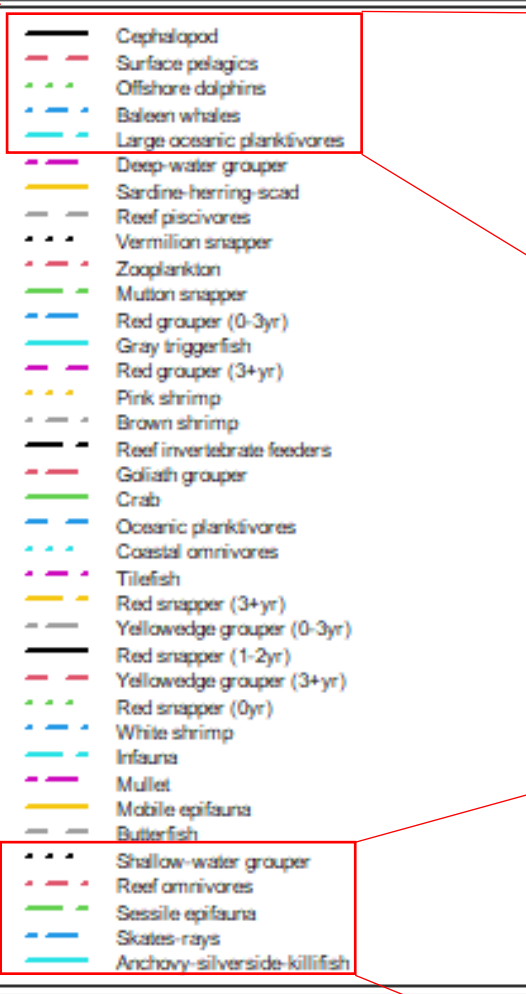 Cephalopod
Surface pelagics
Offshore dolphins
Baleen whales
Large oceanic planktivores
Deep-water grouper
Sardine-herring-scad
Reef piscivores
Vermilion snapper
Zooplankton
Mutton snapper
Red grouper (0-3yr)
Gray triggerfish
Red grouper (3+yr)
Pink shrimp
Brown shrimp
Reef invertebrate feeders
Goliath grouper
Crab
Oceanic planktivores
Coastal omnivores
Tilefish
Red snapper (3+yr)
Yellowedge grouper (0-3yr)
Red snapper (1-2yr)
Yellowedge grouper (3+yr)
Red snapper (0yr)
White shrimp
Infauna
Mullet
Mobile epifauna
Butterfish
Shallow-water grouper
Reef omnivores
Sessile epifauna
Skates-rays
Anchovy-silverside-killifish